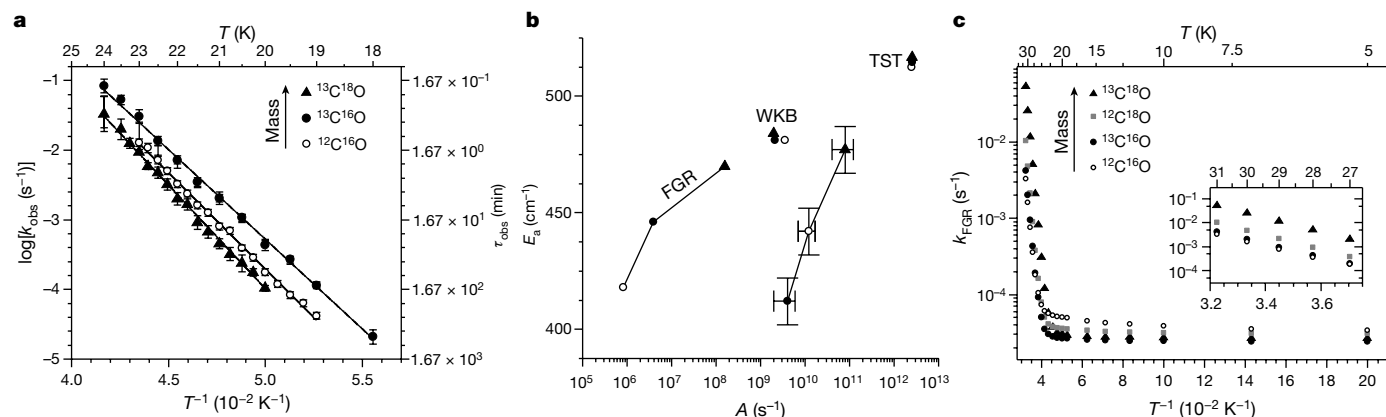 a
T (K)
25 24 23 22 21 20 19 18
–1
–2
–3
–4
–5
log[k_obs (s⁻¹)]
Mass
¹³C¹⁸O
¹³C¹⁶O
¹²C¹⁶O
1.67 × 10⁻¹
1.67 × 10⁰
1.67 × 10¹
1.67 × 10²
1.67 × 10³
τ_obs (min)
4.0 4.5 5.0 5.5
T⁻¹ (10⁻² K⁻¹)
b
500
450
400
E_a (cm⁻¹)
TST
WKB
FGR
10⁵ 10⁶ 10⁷ 10⁸ 10⁹ 10¹⁰ 10¹¹ 10¹² 10¹³
A (s⁻¹)
c
T (K)
30 20 15 10 7.5 5
10⁻²
10⁻³
10⁻⁴
k_FGR (s⁻¹)
Mass
¹³C¹⁸O
¹²C¹⁸O
¹³C¹⁶O
¹²C¹⁶O
31 30 29 28 27
10⁻¹
10⁻²
10⁻³
10⁻⁴
3.2 3.4 3.6
4 6 8 10 12 14 16 18 20
T⁻¹ (10⁻² K⁻¹)